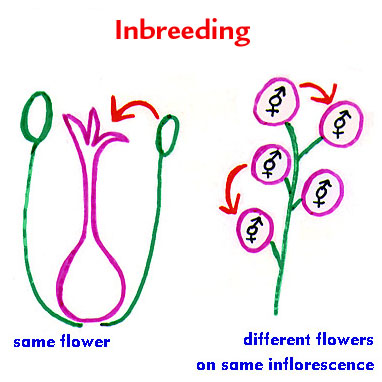 Inbreeding
same flower
different flowers
on same inflorescence